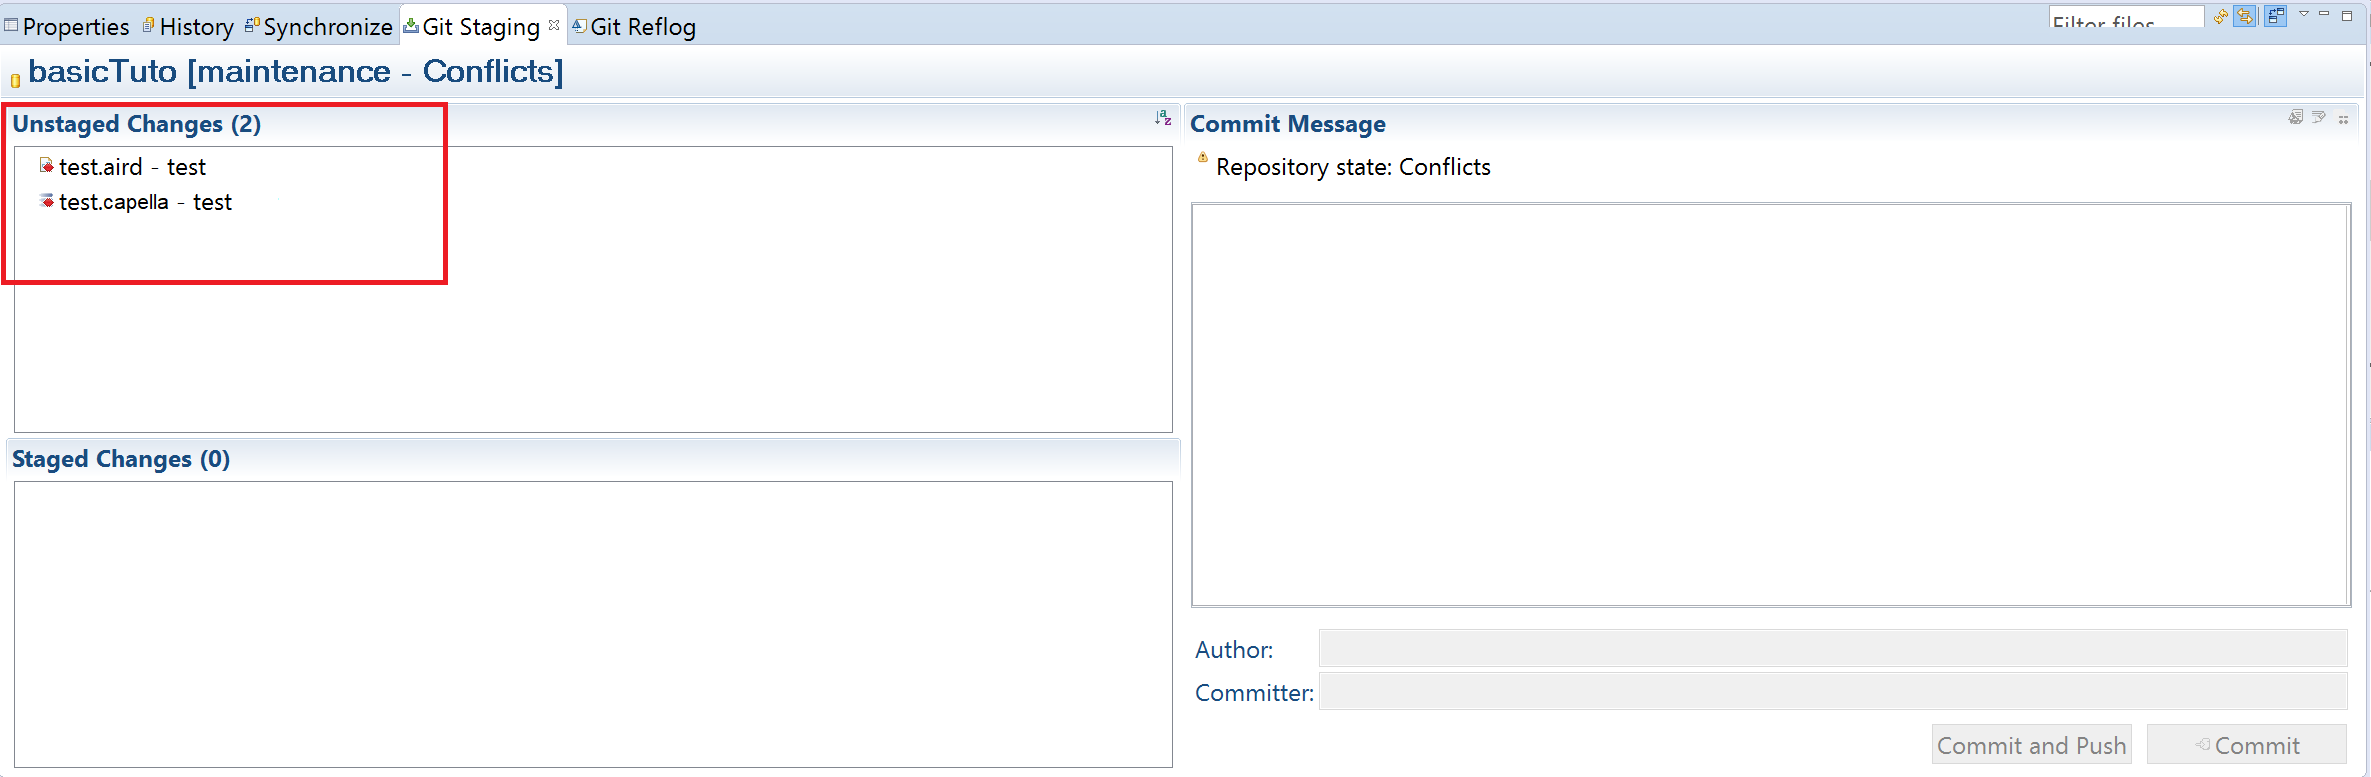 Properties History Synchronize Git Staging Git Reflog Filter files
basicTuto [maintenance - Conflicts]
Unstaged Changes (2)
test.aird - test
test.capella - test
Staged Changes (0)
Commit Message
Repository state: Conflicts
Author:
Committer:
Commit and Push Commit